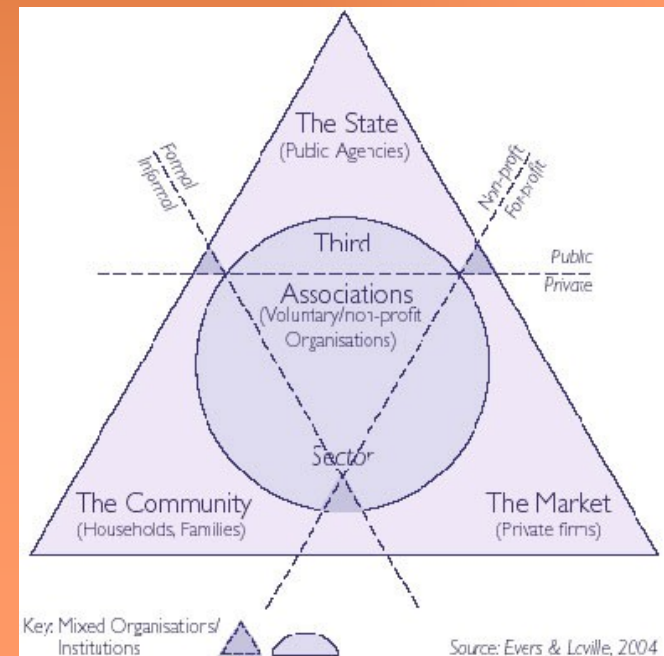 The State
(Public Agencies)
Formal
Informal
Non-profit
For-profit
Third
Public
Private
Associations
(Voluntary/non-profit
Organisations)
Sector
The Community
(Households, Families)
The Market
(Private firms)
Key: Mixed Organisations/
Institutions
Source: Evers & Laville, 2004